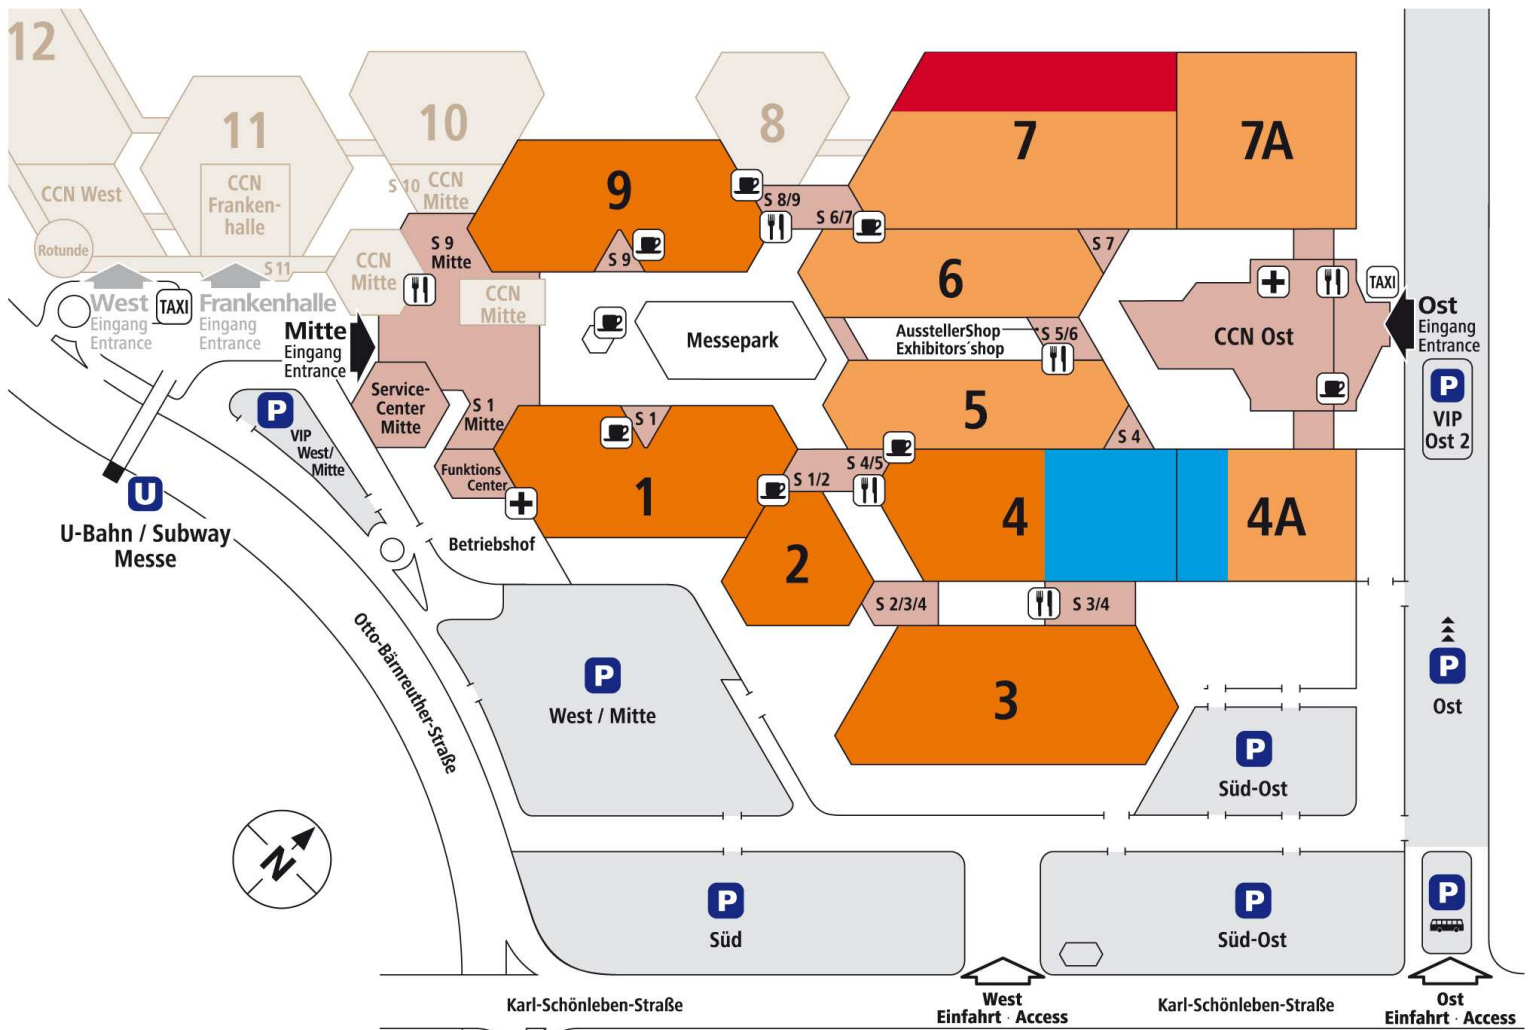 12
11
10
8
7
7A
9
CCN West
CCN
Franken-
halle
S 10
CCN
Mitte
S 8/9
S 6/7
Rotunde
S 11
CCN
Mitte
S 9
Mitte
S 9
CCN
Mitte
6
S 7
West
Eingang
Entrance
TAXI
Frankenhalle
Eingang
Entrance
Mitte
Eingang
Entrance
Messepark
AusstellerShop
Exhibitors´shop
S 5/6
CCN Ost
TAXI
Ost
Eingang
Entrance
P
VIP
Ost 2
Service-
Center
Mitte
S 1
Mitte
S 1
5
S 4
P
VIP
West/
Mitte
Funktions
Center
1
S 1/2
S 4/5
4
4A
U
U-Bahn / Subway
Messe
Betriebshof
2
S 2/3/4
S 3/4
Otto-Bärnreuther-Straße
P
West / Mitte
3
P
Ost
P
Süd-Ost
N
P
Süd
P
Süd-Ost
P
Karl-Schönleben-Straße
West
Einfahrt · Access
Karl-Schönleben-Straße
Ost
Einfahrt · Access